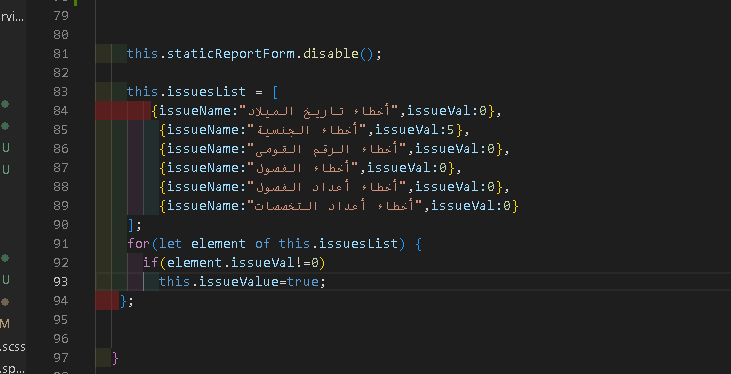 rvi...
79
80
81 this.staticReportForm.disable();
82
83 this.issuesList = [
84 {issueName:"أخطاء تاريخ الميلاد",issueVal:0},
85 {issueName:"أخطاء الجنسية",issueVal:5},
86 {issueName:"أخطاء الرقم القومى",issueVal:0},
87 {issueName:"أخطاء الفصول",issueVal:0},
88 {issueName:"أخطاء أعداد الفصول",issueVal:0},
89 {issueName:"أخطاء أعداد التخصصات",issueVal:0}
90 ];
91 for(let element of this.issuesList) {
U
92 if(element.issueVal!=0)
U
93 this.issueValue=true;
94 };
95
M
96
.scss
97 }
.sp...